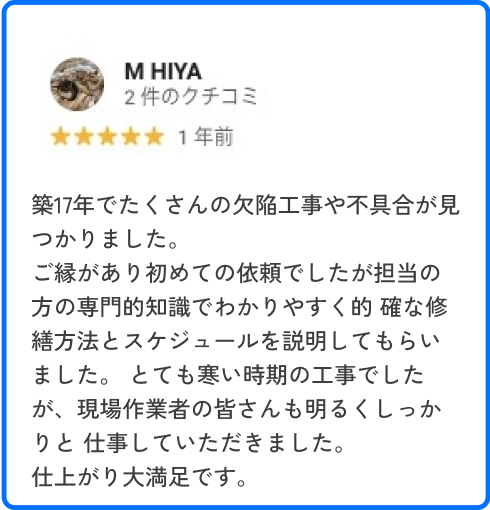 M HIYA
2 件のクチコミ
★★★★★ 1 年前
築17年でたくさんの欠陥工事や不具合が見
つかりました。
ご縁があり初めての依頼でしたが担当の
方の専門的知識でわかりやすく的 確な修
繕方法とスケジュールを説明してもらい
ました。 とても寒い時期の工事でした
が、現場作業者の皆さんも明るくしっか
りと 仕事していただきました。
仕上がり大満足です。